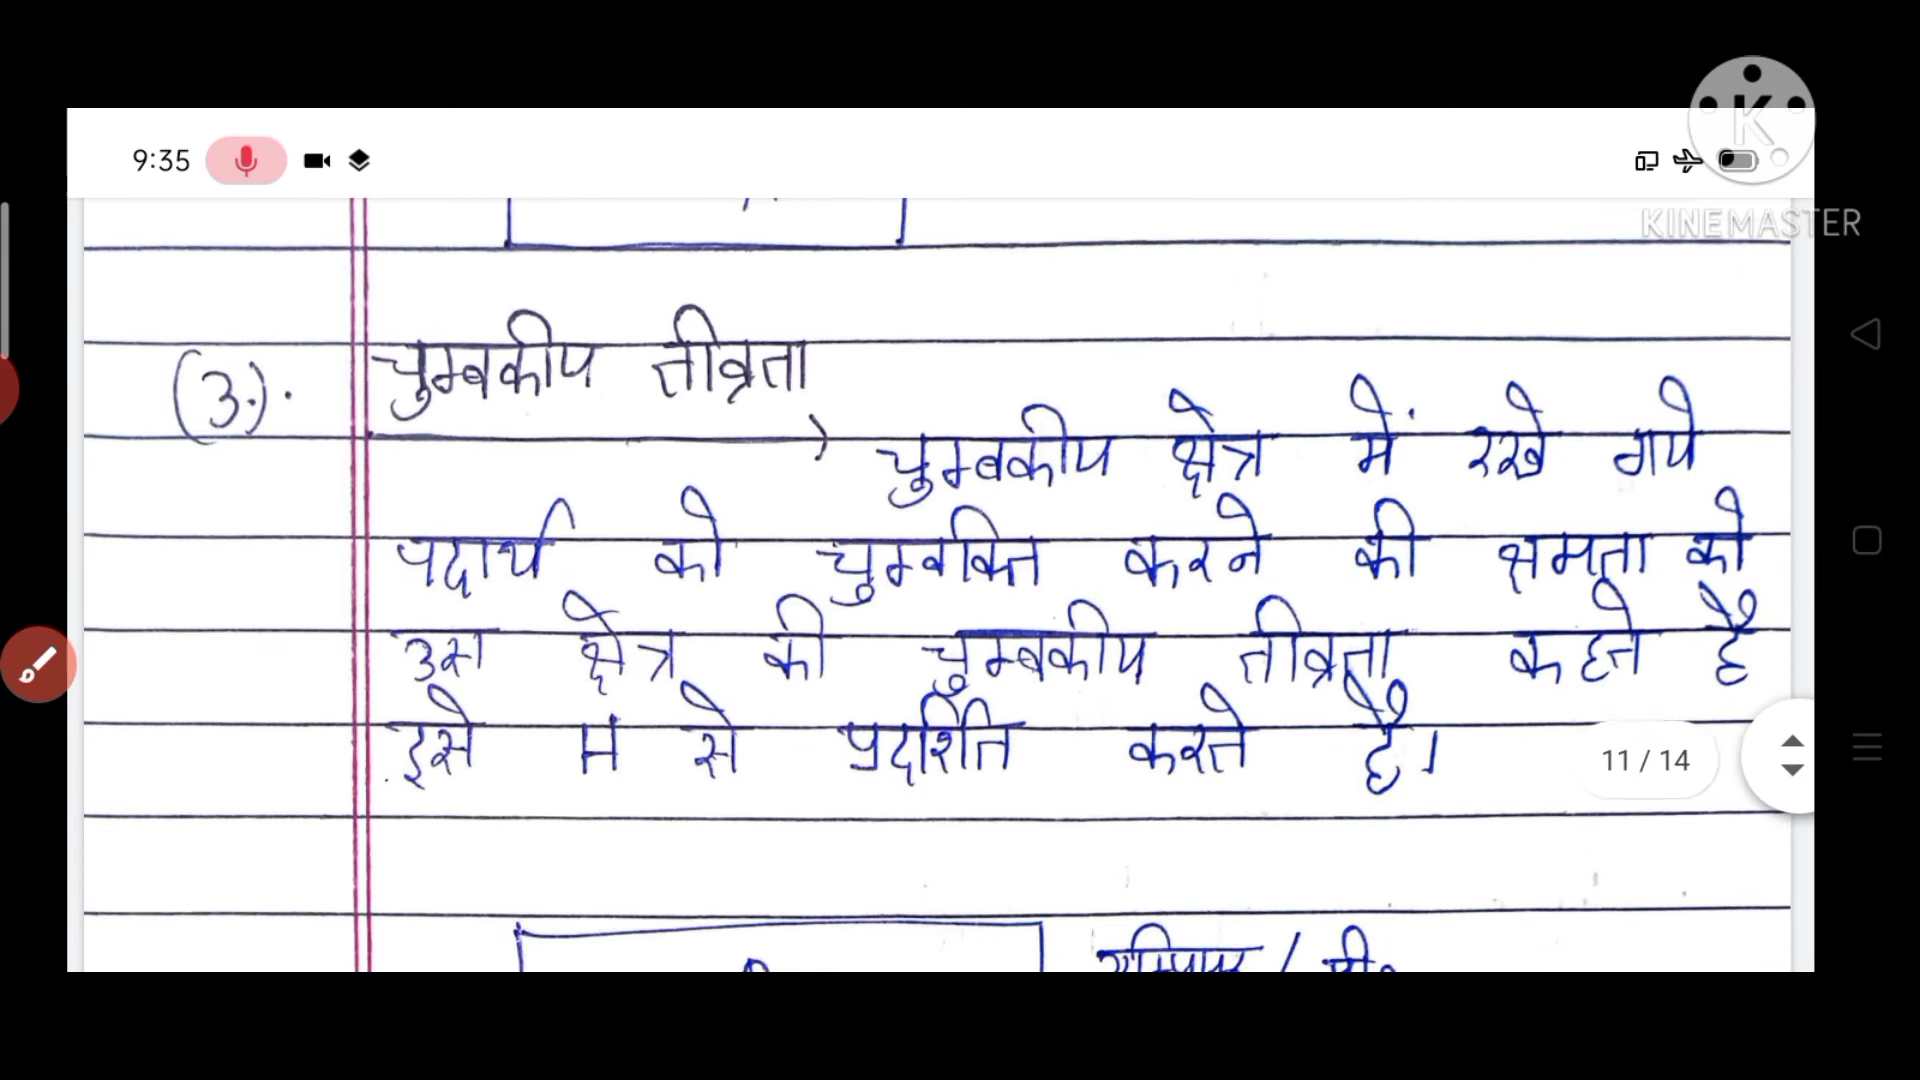 9:35
KINEMASTER
(3.). चुम्बकीय तीव्रता
चुम्बकीय क्षेत्र में रखे गये
पदार्थ को चुम्बकित करने की क्षमता को
उस क्षेत्र की चुम्बकीय तीव्रता कहते है
इसे H से प्रदर्शित करते है।
11 / 14